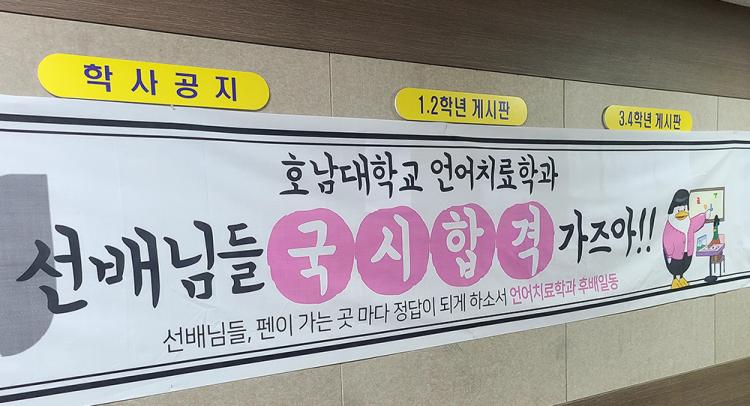 학사공지
1.2학년 게시판
3.4학년 게시판
호남대학교 언어치료학과
선배님들 국시합격 가즈아!!
선배님들, 펜이 가는 곳 마다 정답이 되게 하소서 언어치료학과 후배일동